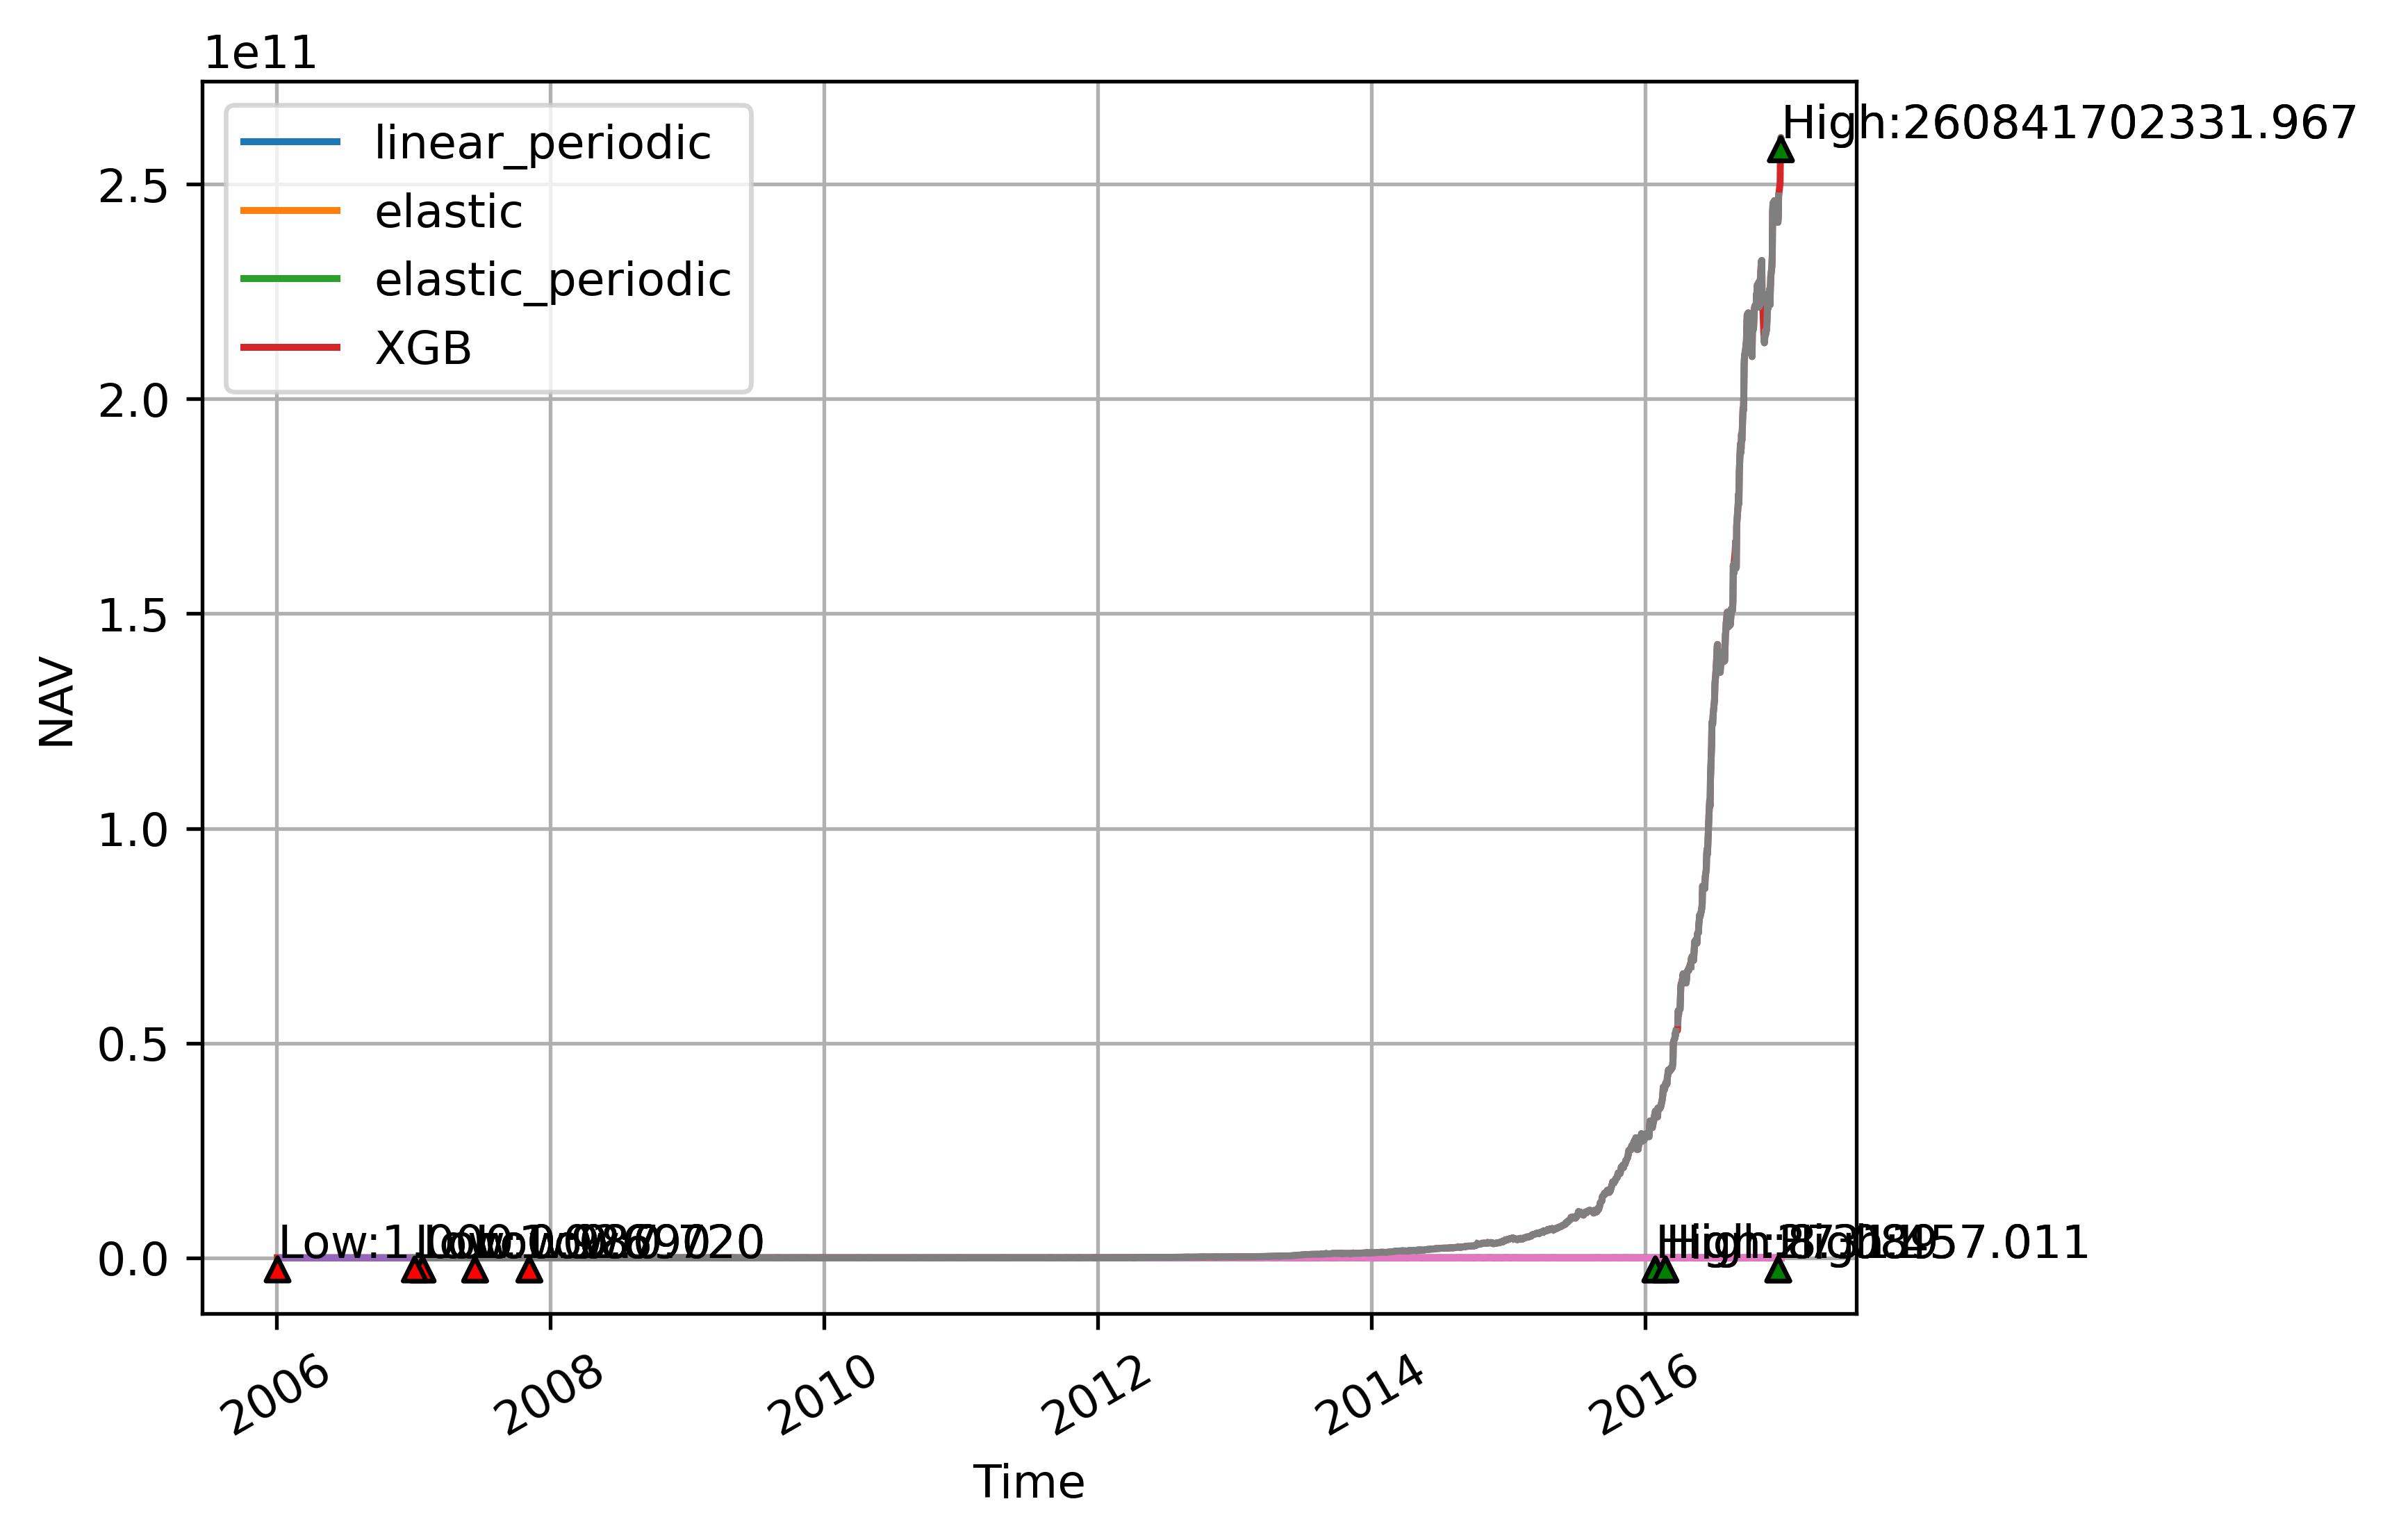 1e11
linear_periodic
elastic
elastic_periodic
XGB
High:260841702331.967
2.5
2.0
1.5
1.0
0.5
0.0
NAV
2006
2008
2010
2012
2014
2016
Time